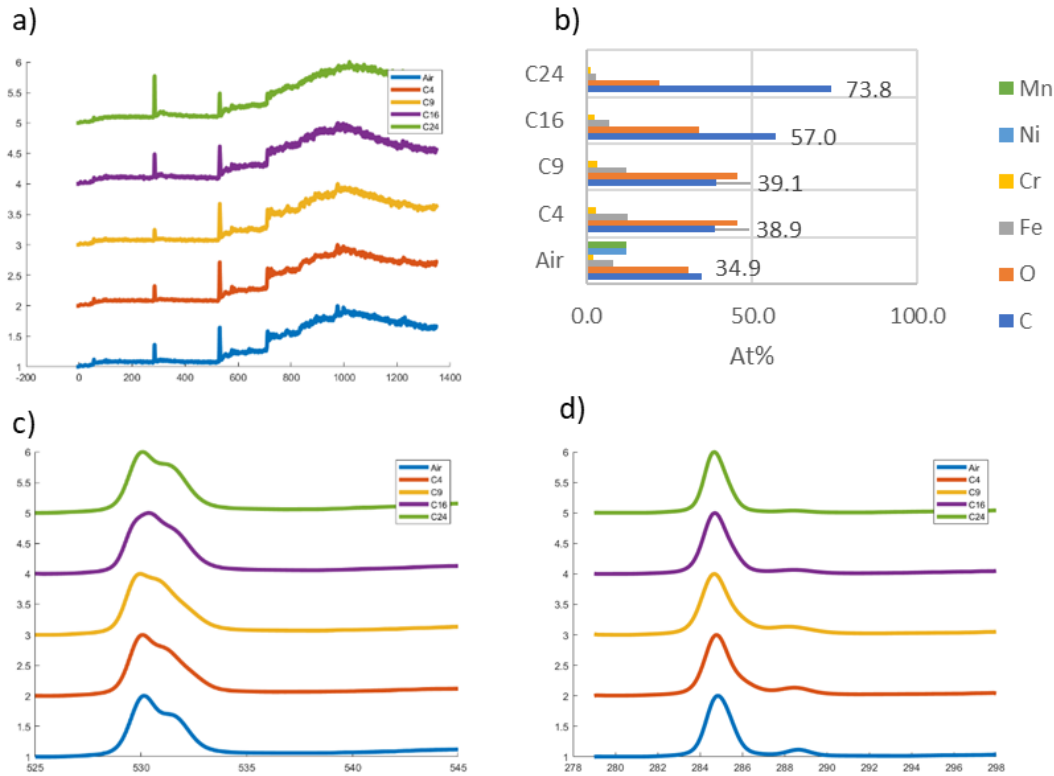 a)
6
5.5
5
4.5
4
3.5
3
2.5
2
1.5
1
-200 0 200 400 600 800 1000 1200 1400
Air
C4
C9
C16
C24
b)
C24
C16
C9
C4
Air
73.8
57.0
39.1
38.9
34.9
0.0 50.0 100.0
At%
Mn
Ni
Cr
Fe
O
C
c)
6
5.5
5
4.5
4
3.5
3
2.5
2
1.5
1
525 530 535 540 545
Air
C4
C9
C16
C24
d)
6
5.5
5
4.5
4
3.5
3
2.5
2
1.5
1
278 280 282 284 286 288 290 292 294 296 298
Air
C4
C9
C16
C24